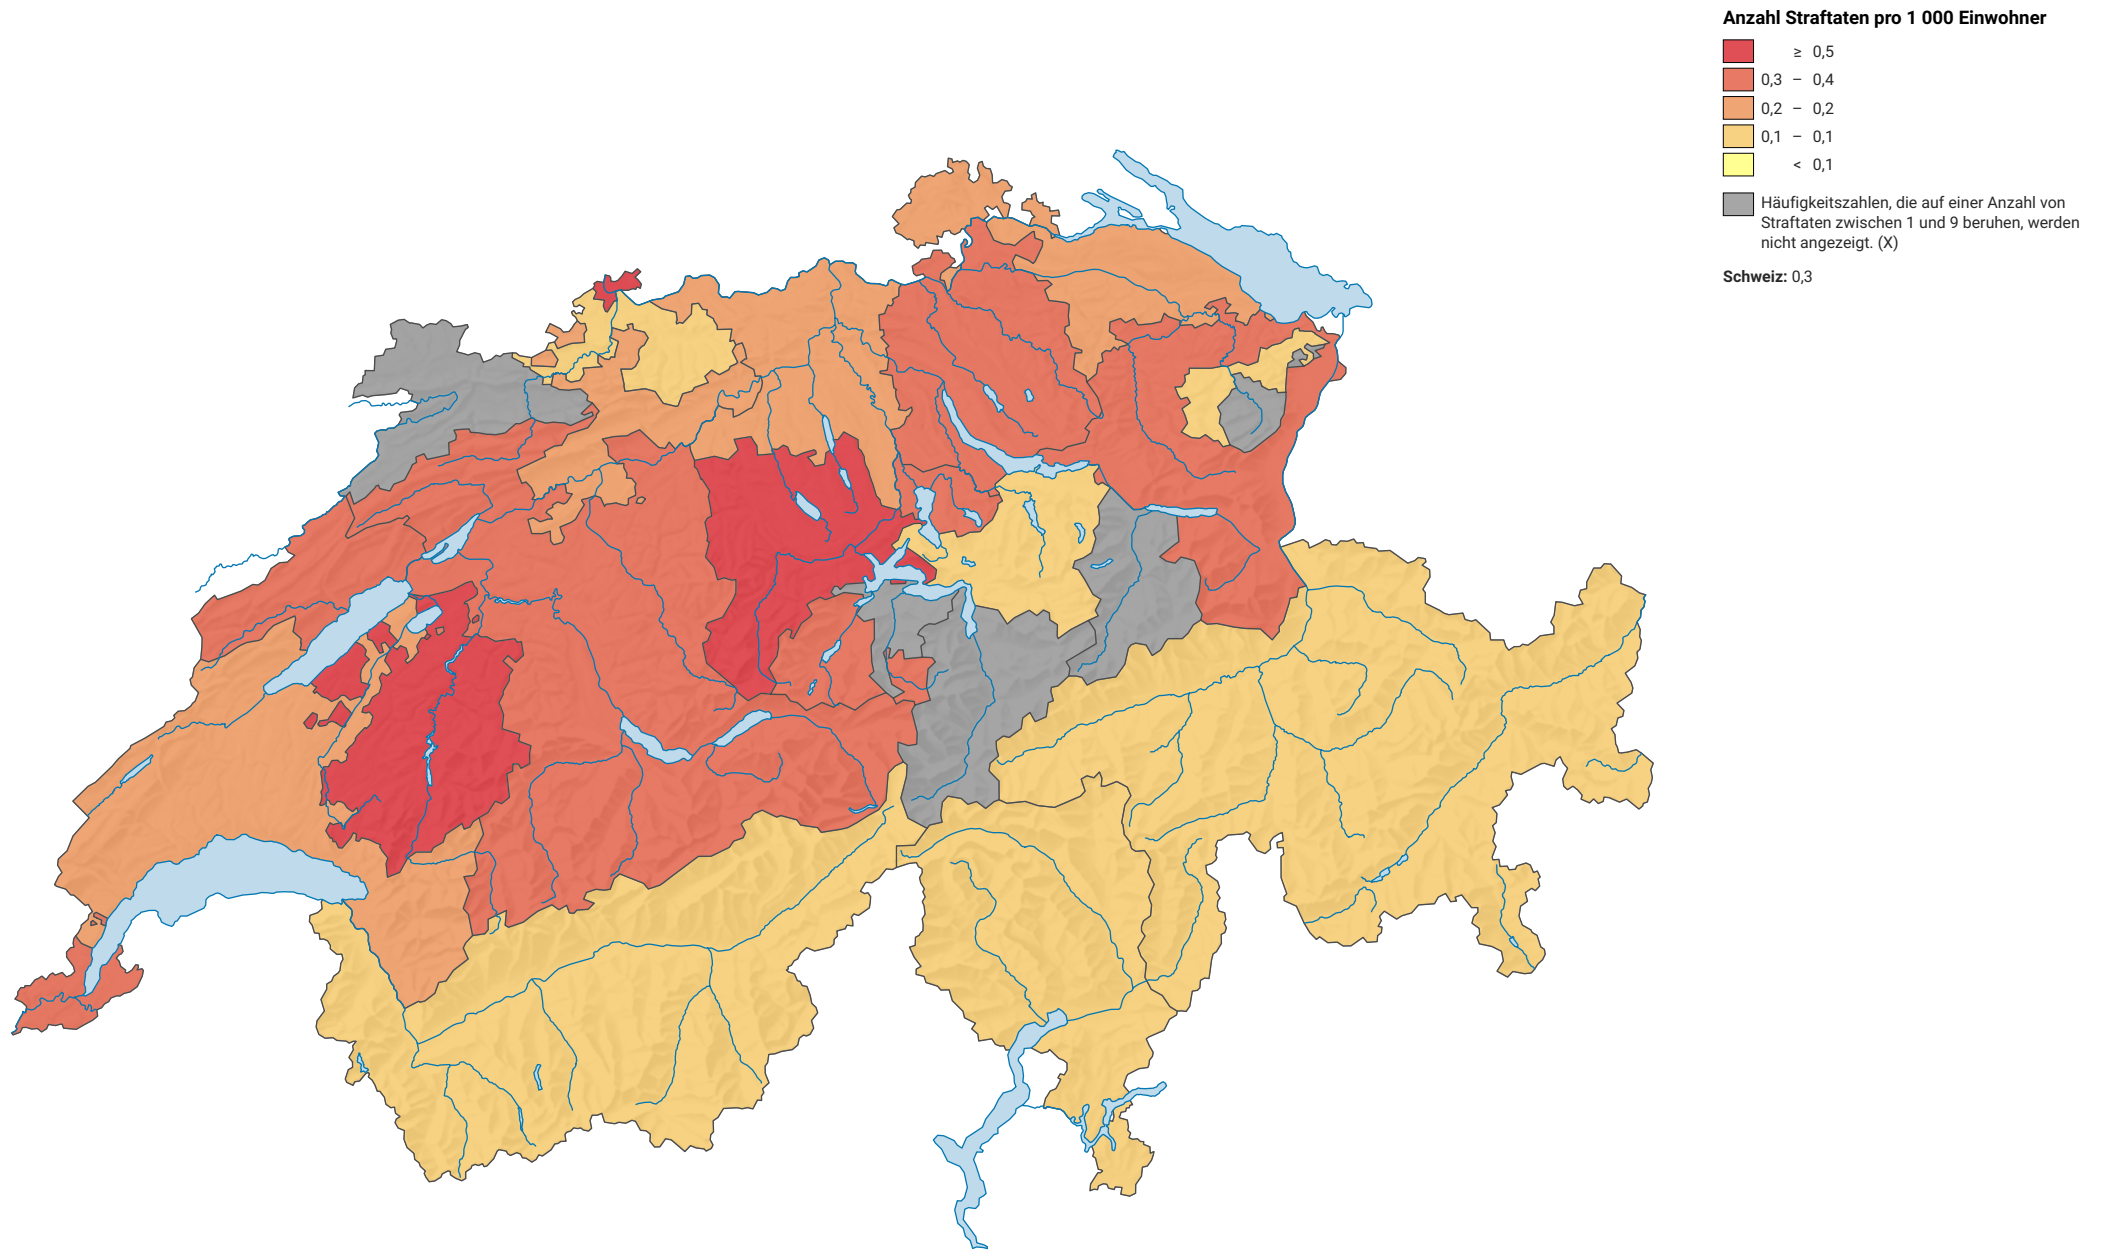 Anzahl Straftaten pro 1 000 Einwohner
≥ 0,5
0,3 – 0,4
0,2 – 0,2
0,1 – 0,1
< 0,1
Häufigkeitszahlen, die auf einer Anzahl von
Straftaten zwischen 1 und 9 beruhen, werden
nicht angezeigt. (X)
Schweiz: 0,3